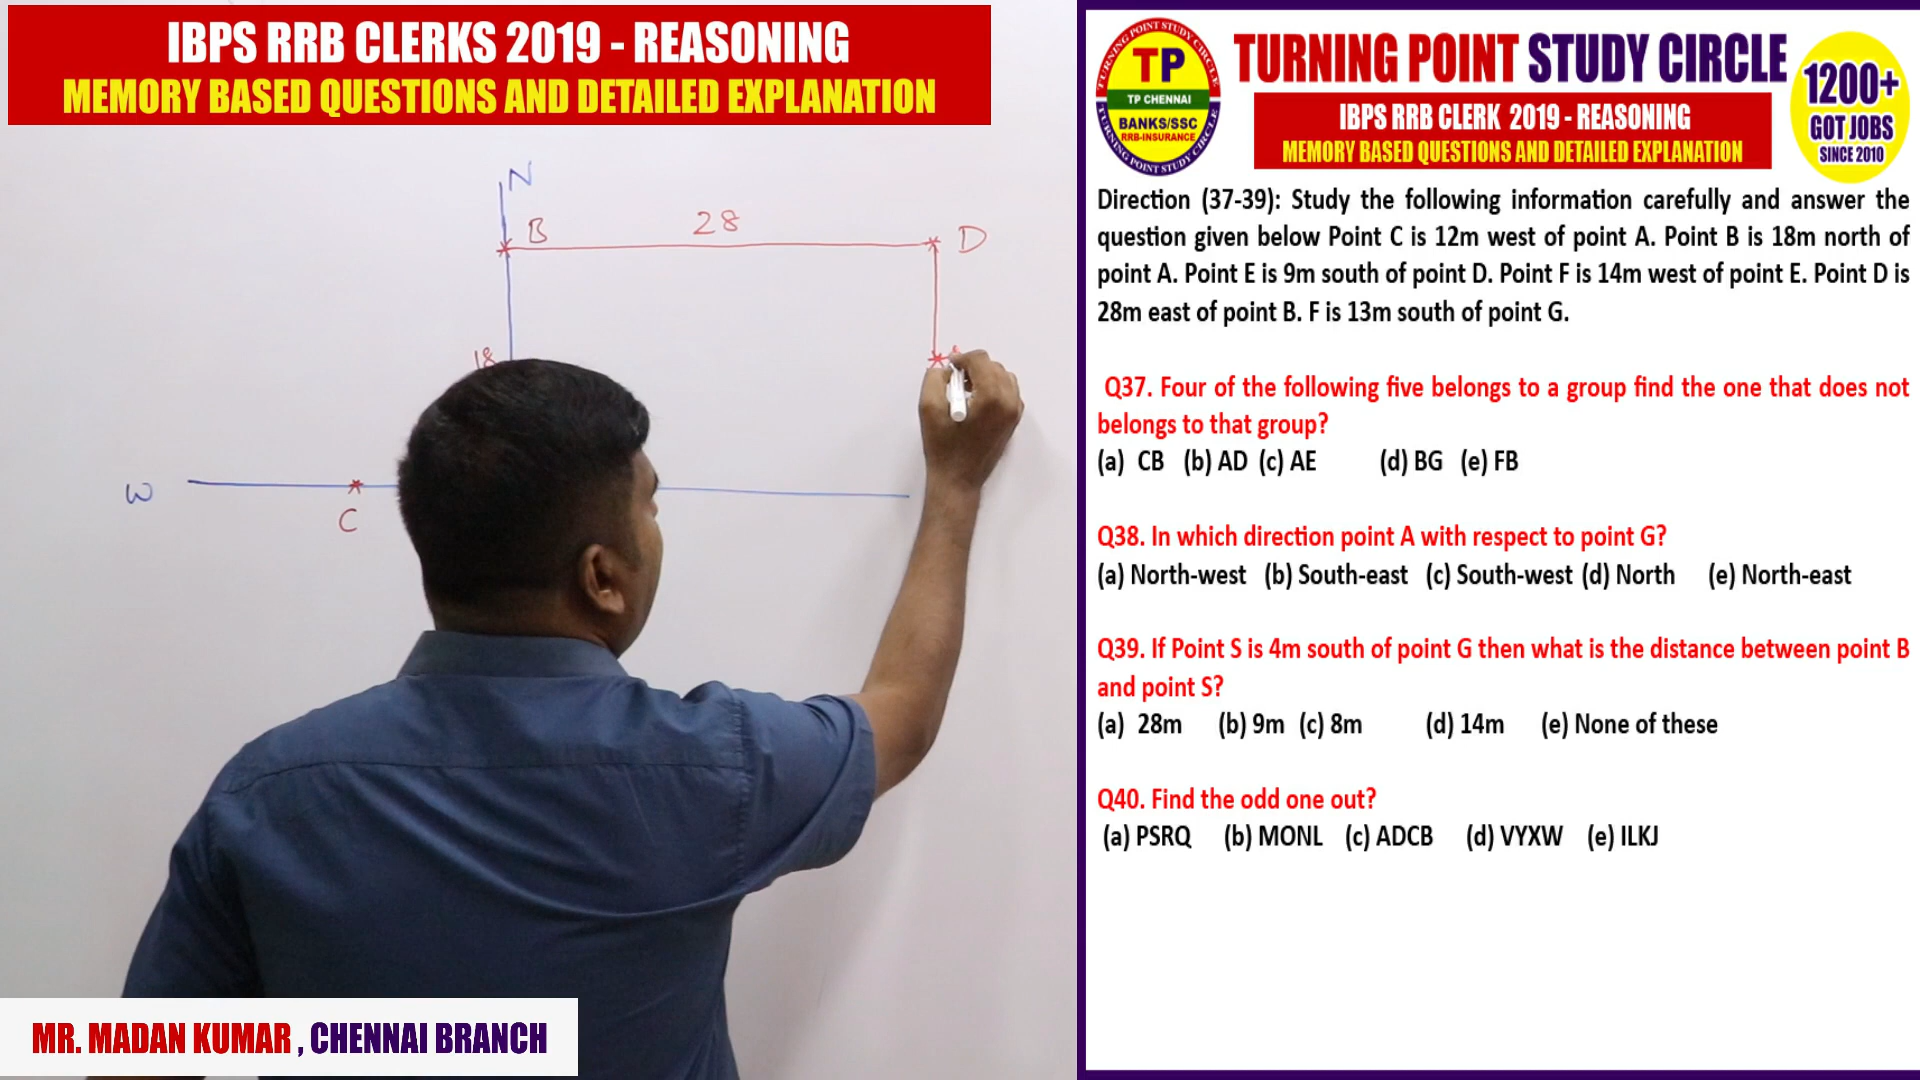 IBPS RRB CLERKS 2019 - REASONING
MEMORY BASED QUESTIONS AND DETAILED EXPLANATION
N
B
28
D
18
W
C
MR. MADAN KUMAR , CHENNAI BRANCH
TURNING POINT STUDY CIRCLE
TP
TP CHENNAI
BANKS/SSC
RRB-INSURANCE
TURNING POINT STUDY CIRCLE
TURNING POINT STUDY CIRCLE
IBPS RRB CLERK 2019 - REASONING
MEMORY BASED QUESTIONS AND DETAILED EXPLANATION
1200+
GOT JOBS
SINCE 2010
Direction (37-39): Study the following information carefully and answer the
question given below Point C is 12m west of point A. Point B is 18m north of
point A. Point E is 9m south of point D. Point F is 14m west of point E. Point D is
28m east of point B. F is 13m south of point G.
Q37. Four of the following five belongs to a group find the one that does not
belongs to that group?
(a) CB (b) AD (c) AE (d) BG (e) FB
Q38. In which direction point A with respect to point G?
(a) North-west (b) South-east (c) South-west (d) North (e) North-east
Q39. If Point S is 4m south of point G then what is the distance between point B
and point S?
(a) 28m (b) 9m (c) 8m (d) 14m (e) None of these
Q40. Find the odd one out?
(a) PSRQ (b) MONL (c) ADCB (d) VYXW (e) ILKJ